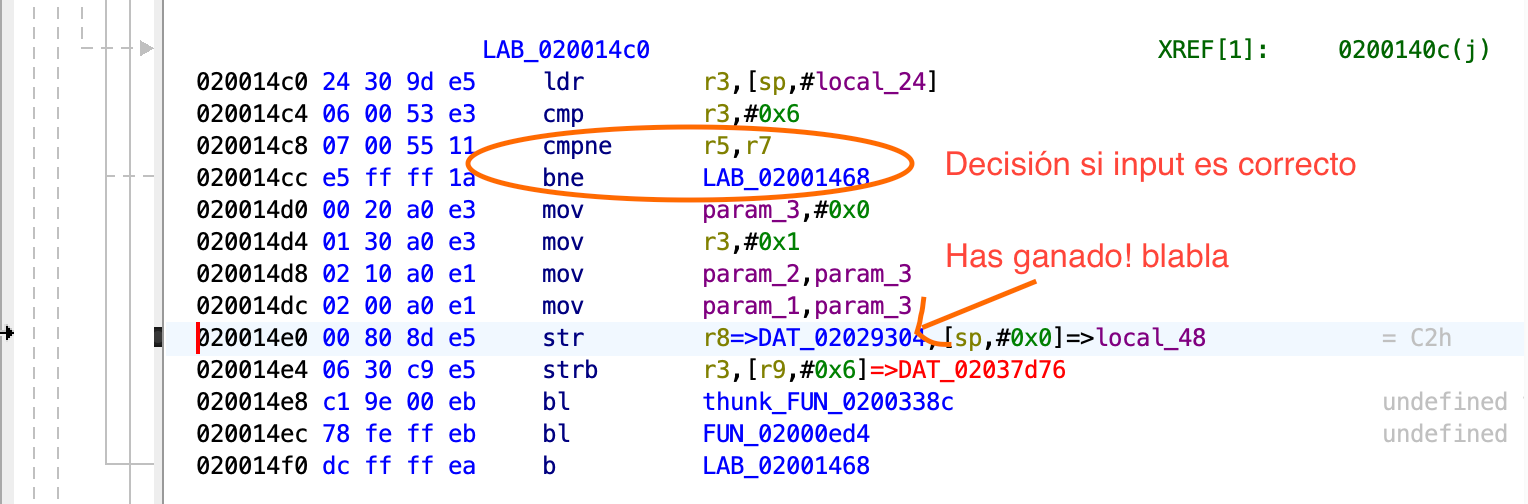 LAB_020014c0 XREF[1]: 0200140c(j)
020014c0 24 30 9d e5 ldr r3,[sp,#local_24]
020014c4 06 00 53 e3 cmp r3,#0x6
020014c8 07 00 55 11 cmpne r5,r7
Decisión si input es correcto
020014cc e5 ff ff 1a bne LAB_02001468
020014d0 00 20 a0 e3 mov param_3,#0x0
020014d4 01 30 a0 e3 mov r3,#0x1
Has ganado! blabla
020014d8 02 10 a0 e1 mov param_2,param_3
020014dc 02 00 a0 e1 mov param_1,param_3
020014e0 00 80 8d e5 str r8=>DAT_02029304,[sp,#0x0]=>local_48 = C2h
020014e4 06 30 c9 e5 strb r3,[r9,#0x6]=>DAT_02037d76
020014e8 c1 9e 00 eb bl thunk_FUN_0200338c undefined
020014ec 78 fe ff eb bl FUN_02000ed4 undefined
020014f0 dc ff ff ea b LAB_02001468